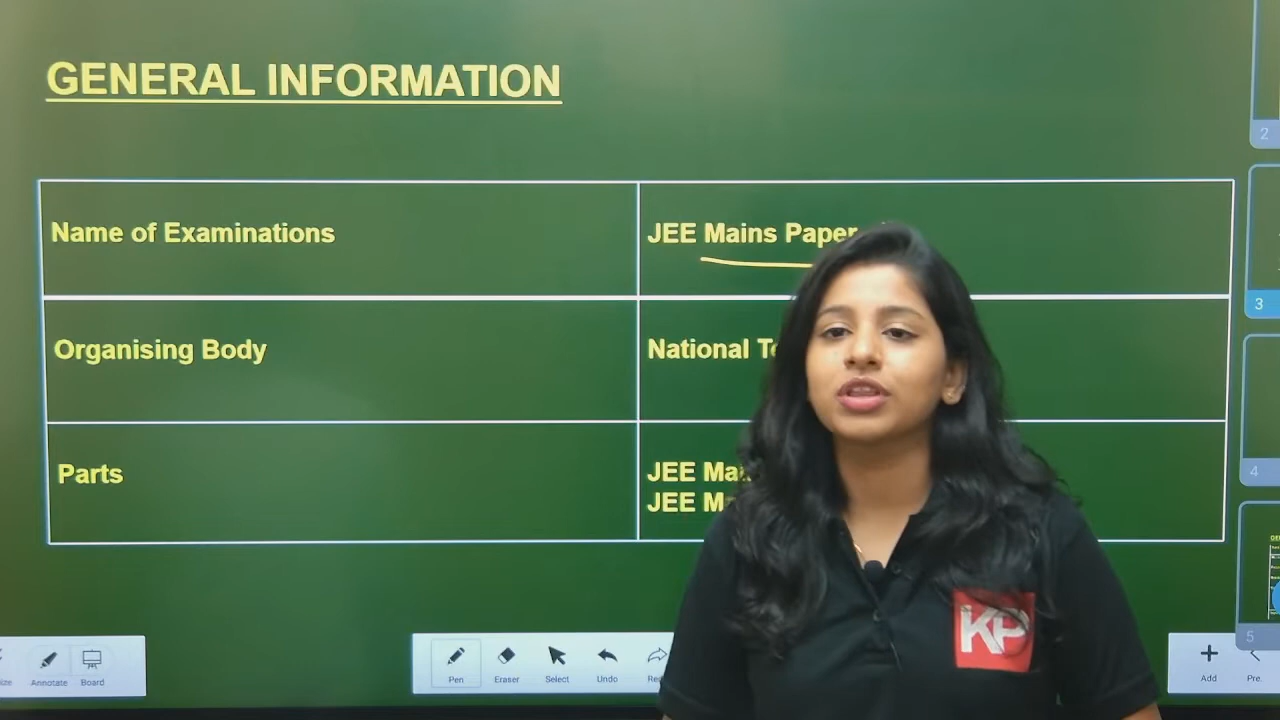 GENERAL INFORMATION
Name of Examinations
JEE Mains Paper
Organising Body
National
Parts
JEE
JEE
Annotate
Board
Pen
Eraser
Select
Undo
Add
Pre.
2
3
4
5
KP